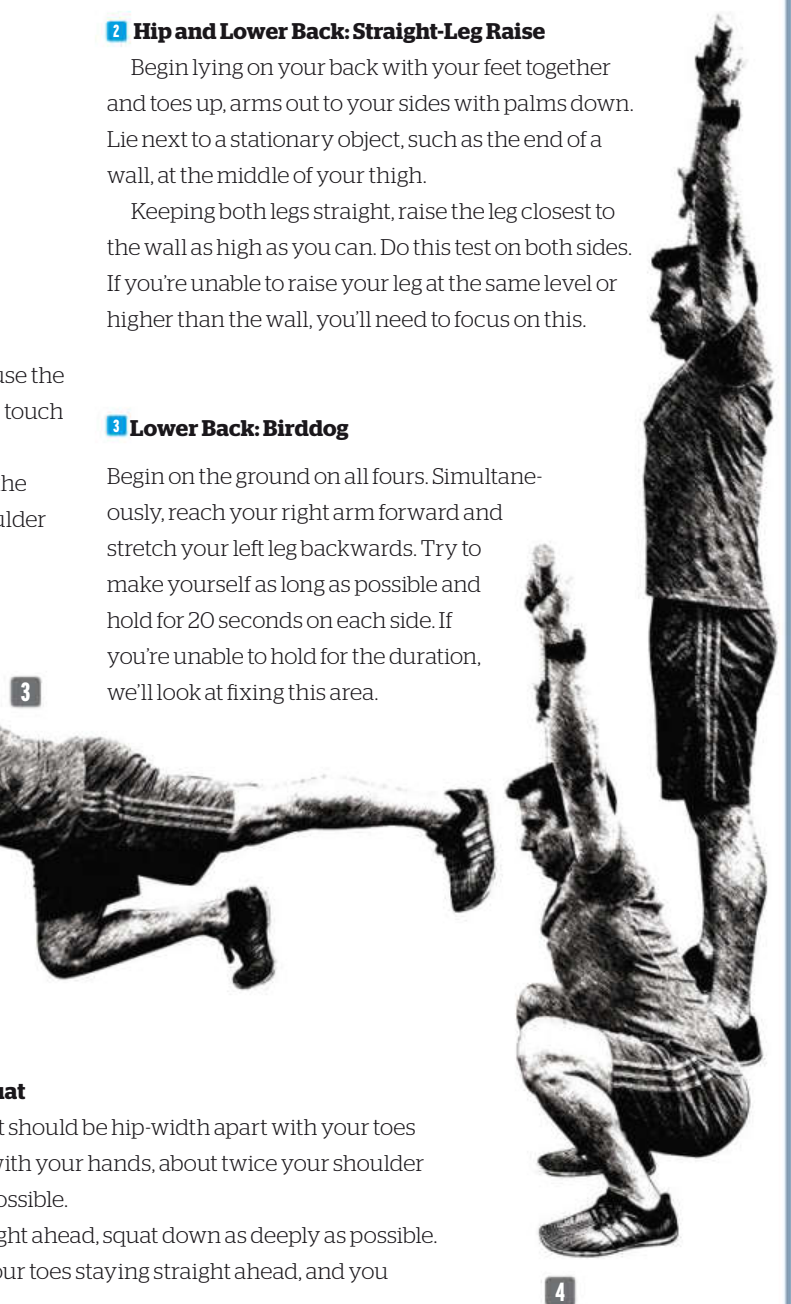 2 Hip and Lower Back: Straight-Leg Raise
Begin lying on your back with your feet together
and toes up, arms out to your sides with palms down.
Lie next to a stationary object, such as the end of a
wall, at the middle of your thigh.
Keeping both legs straight, raise the leg closest to
the wall as high as you can. Do this test on both sides.
If you're unable to raise your leg at the same level or
higher than the wall, you'll need to focus on this.
use the
touch
he
ulder
3 Lower Back: Birddog
Begin on the ground on all fours. Simultane-
ously, reach your right arm forward and
stretch your left leg backwards. Try to
make yourself as long as possible and
hold for 20 seconds on each side. If
you're unable to hold for the duration,
we'll look at fixing this area.
3
uat
t should be hip-width apart with your toes
with your hands, about twice your shoulder
ossible.
ght ahead, squat down as deeply as possible.
our toes staying straight ahead, and you
4